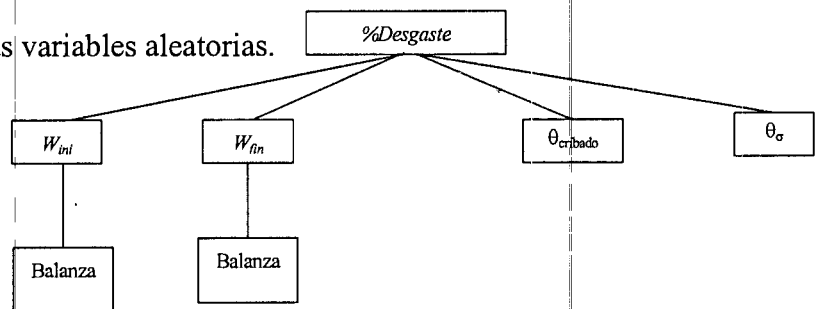 %Desgaste
s variables aleatorias.
W_ini W_fin θ_cribado θ_σ
Balanza Balanza